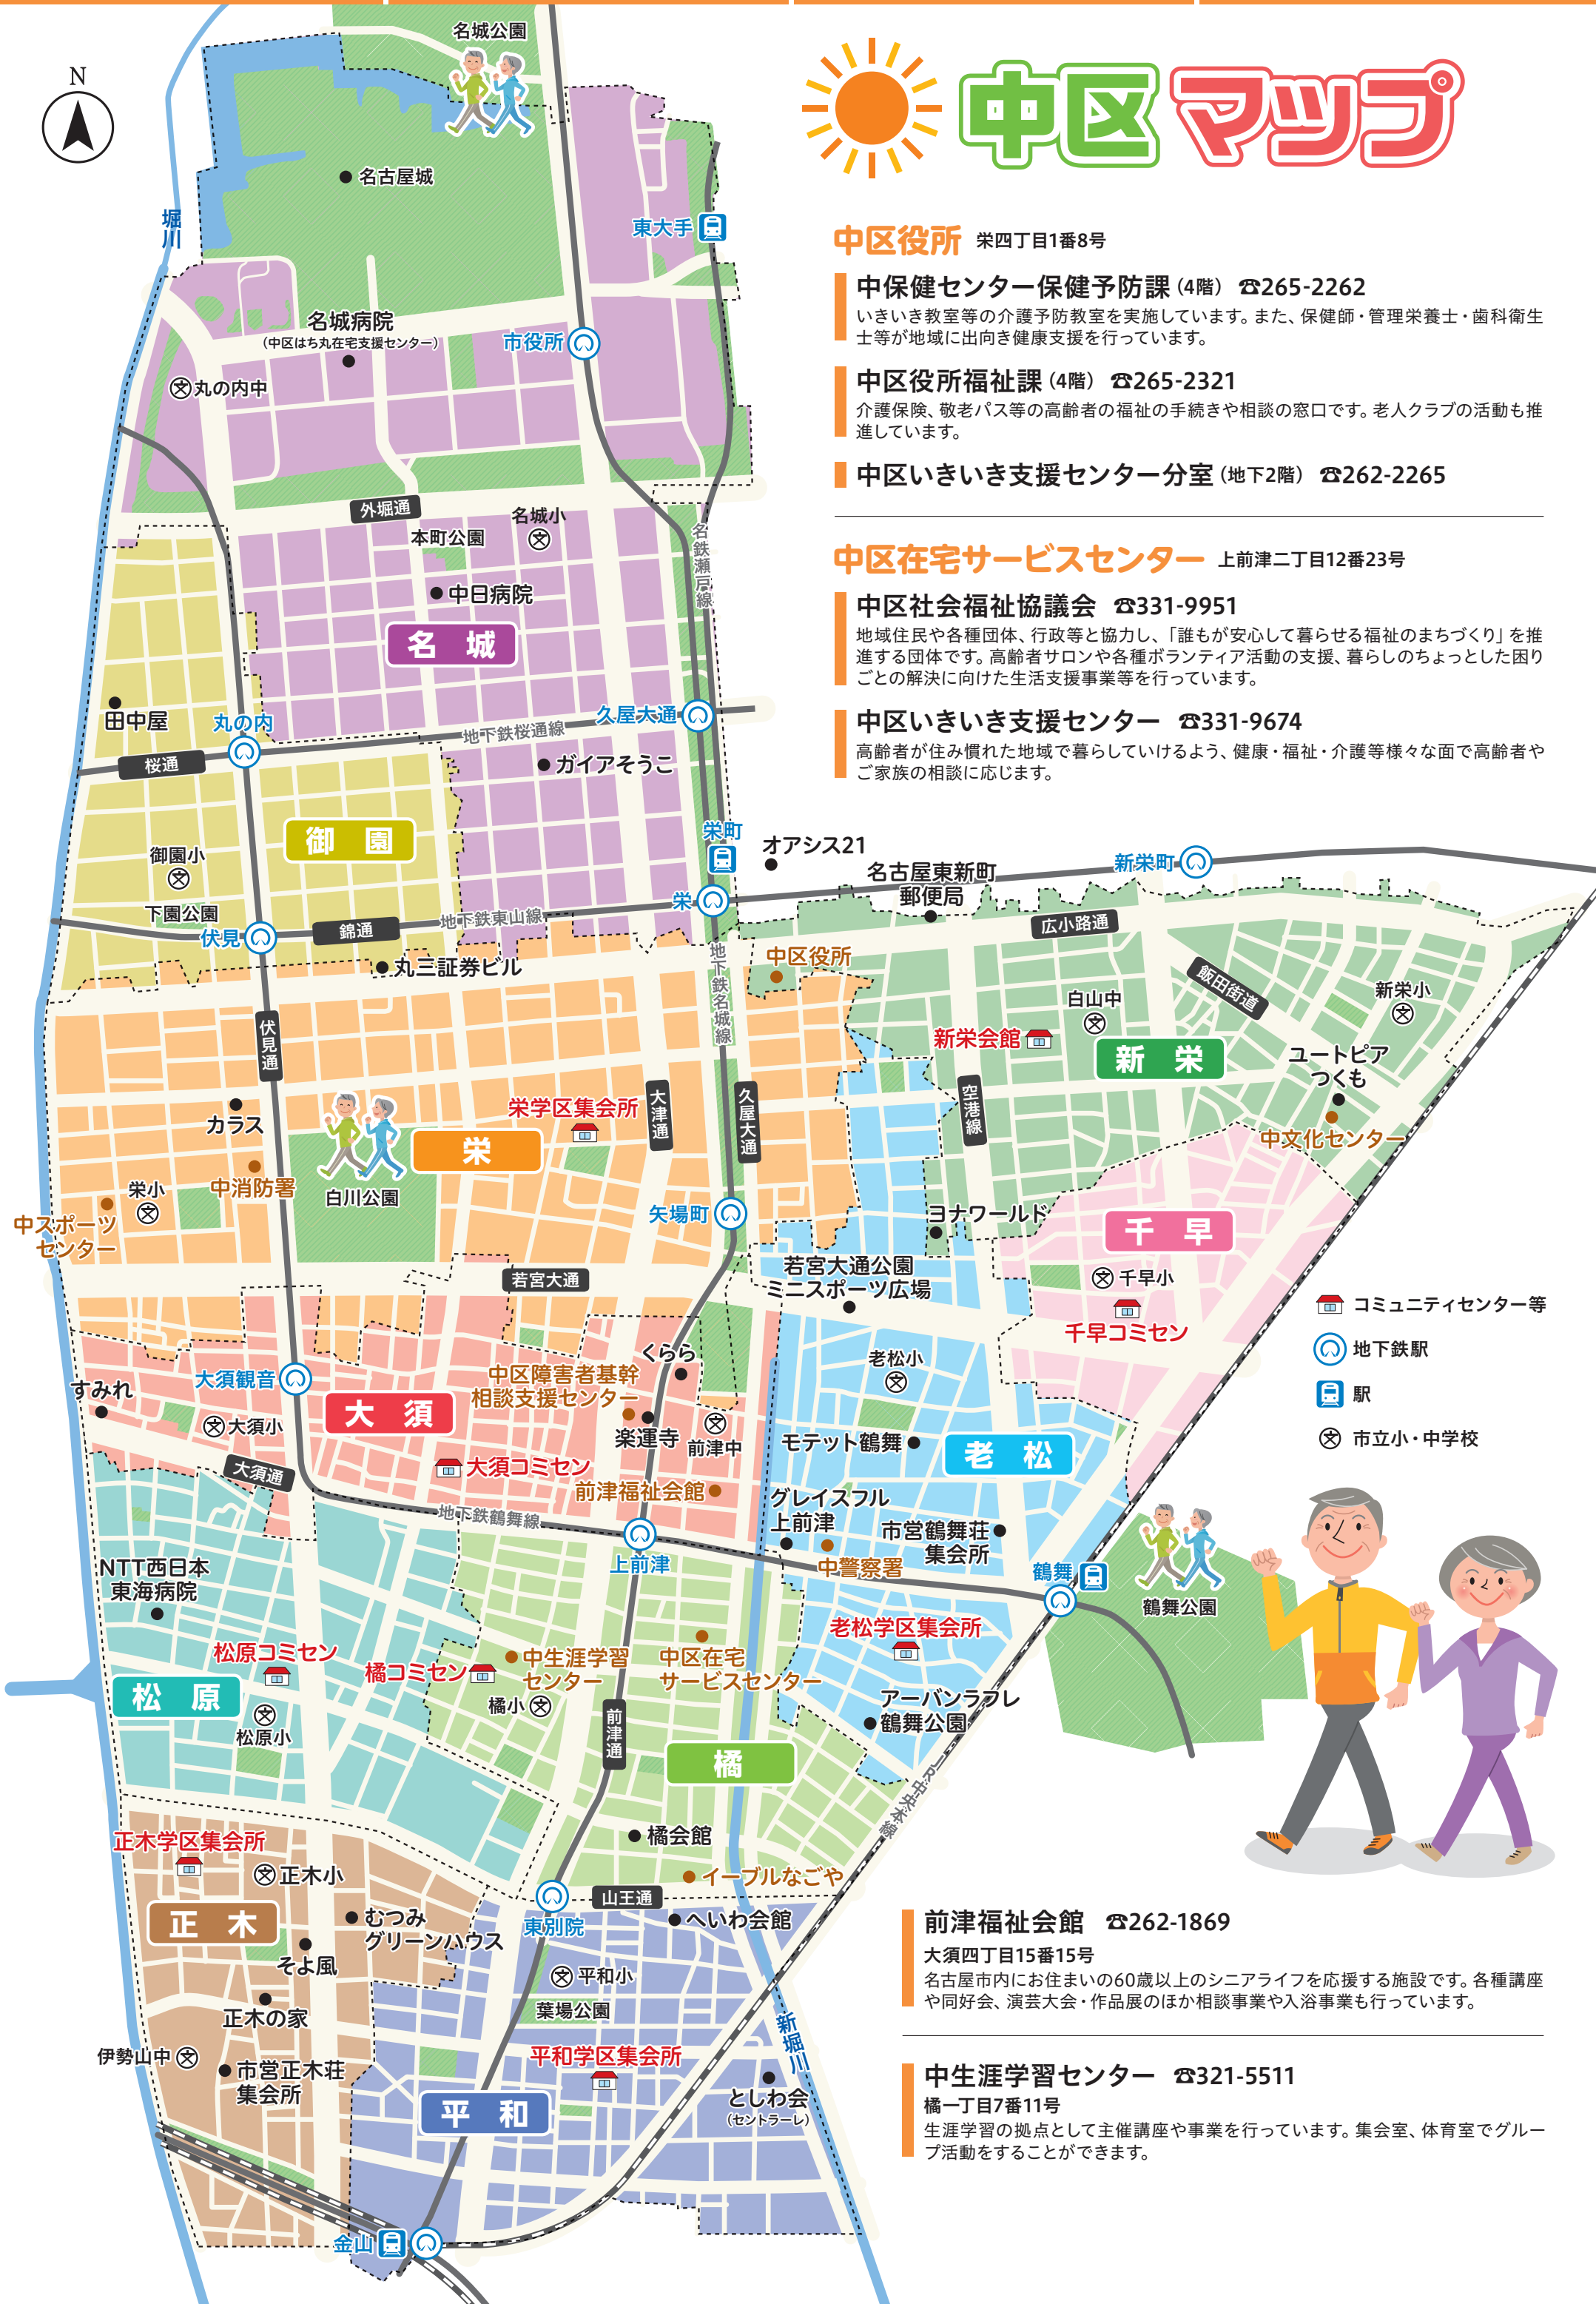 中区マップ
N
名城公園
名古屋城
堀川
東大手
名城病院
(中区はち丸在宅支援センター)
市役所
丸の内中
外堀通
名城小
本町公園
名鉄瀬戸線
中日病院
名 城
田中屋
丸の内
久屋大通
地下鉄桜通線
桜通
ガイアそうこ
御 園
御園小
下園公園
伏見
錦通
地下鉄東山線
栄町
栄
オアシス21
名古屋東新町
郵便局
新栄町
広小路通
丸三証券ビル
地下鉄名城線
中区役所
飯田街道
白山中
新栄小
新栄会館
新 栄
ユートピア
つくも
中文化センター
伏見通
カラス
栄学区集会所
大津通
久屋大通
空港線
栄
白川公園
中消防署
栄小
中スポーツ
センター
矢場町
ヨナワールド
千 早
若宮大通公園
ミニスポーツ広場
千早小
千早コミセン
若宮大通
くらら
老松小
中区障害者基幹
相談支援センター
大須観音
すみれ
大 須
大須小
楽運寺
前津中
モテット鶴舞
老 松
大須コミセン
大須通
前津福祉会館
グレイスフル
上前津
地下鉄鶴舞線
市営鶴舞荘
集会所
上前津
中警察署
鶴舞
鶴舞公園
NTT西日本
東海病院
老松学区集会所
松原コミセン
橘コミセン
中生涯学習
センター
中区在宅
サービスセンター
松 原
橘小
アーバンラフレ
鶴舞公園
松原小
前津通
橘
JR中央本線
正木学区集会所
橘会館
正木小
イーブルなごや
山王通
正 木
むつみ
グリーンハウス
東別院
へいわ会館
そよ風
平和小
葉場公園
正木の家
新堀川
伊勢山中
市営正木荘
集会所
平和学区集会所
としわ会
(セントラーレ)
平 和
金山
中区役所 栄四丁目1番8号
中保健センター保健予防課(4階) ☎265-2262
いきいき教室等の介護予防教室を実施しています。また、保健師・管理栄養士・歯科衛生
士等が地域に出向き健康支援を行っています。
中区役所福祉課(4階) ☎265-2321
介護保険、敬老パス等の高齢者の福祉の手続きや相談の窓口です。老人クラブの活動も推
進しています。
中区いきいき支援センター分室(地下2階) ☎262-2265
中区在宅サービスセンター 上前津二丁目12番23号
中区社会福祉協議会 ☎331-9951
地域住民や各種団体、行政等と協力し、「誰もが安心して暮らせる福祉のまちづくり」を推
進する団体です。高齢者サロンや各種ボランティア活動の支援、暮らしのちょっとした困り
ごとの解決に向けた生活支援事業等を行っています。
中区いきいき支援センター ☎331-9674
高齢者が住み慣れた地域で暮らしていけるよう、健康・福祉・介護等様々な面で高齢者や
ご家族の相談に応じます。
コミュニティセンター等
地下鉄駅
駅
市立小・中学校
前津福祉会館 ☎262-1869
大須四丁目15番15号
名古屋市内にお住まいの60歳以上のシニアライフを応援する施設です。各種講座
や同好会、演芸大会・作品展のほか相談事業や入浴事業も行っています。
中生涯学習センター ☎321-5511
橘一丁目7番11号
生涯学習の拠点として主催講座や事業を行っています。集会室、体育室でグルー
プ活動をすることができます。